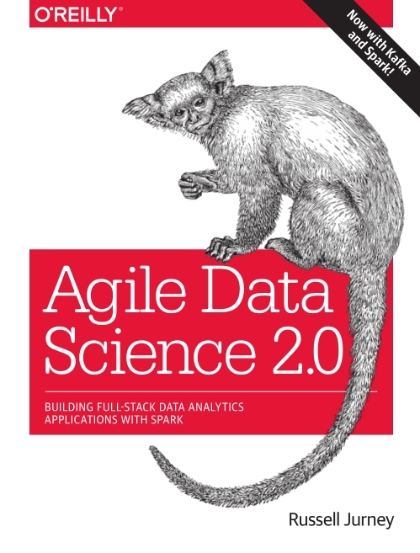 O'REILLY®
Now with Kafka
and Spark!
Agile Data
Science 2.0
BUILDING FULL-STACK DATA ANALYTICS
APPLICATIONS WITH SPARK
Russell Jurney